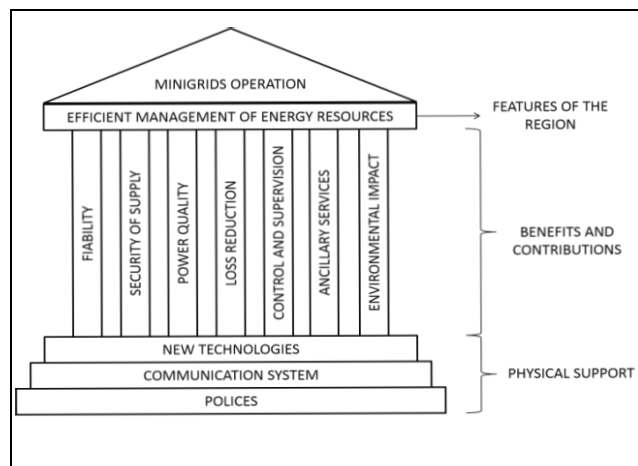 MINIGRIDS OPERATION
EFFICIENT MANAGEMENT OF ENERGY RESOURCES
FEATURES OF THE
REGION
FIABILITY
SECURITY OF SUPPLY
POWER QUALITY
LOSS REDUCTION
CONTROL AND SUPERVISION
ANCILLARY SERVICES
ENVIRONMENTAL IMPACT
BENEFITS AND
CONTRIBUTIONS
NEW TECHNOLOGIES
COMMUNICATION SYSTEM
POLICES
PHYSICAL SUPPORT